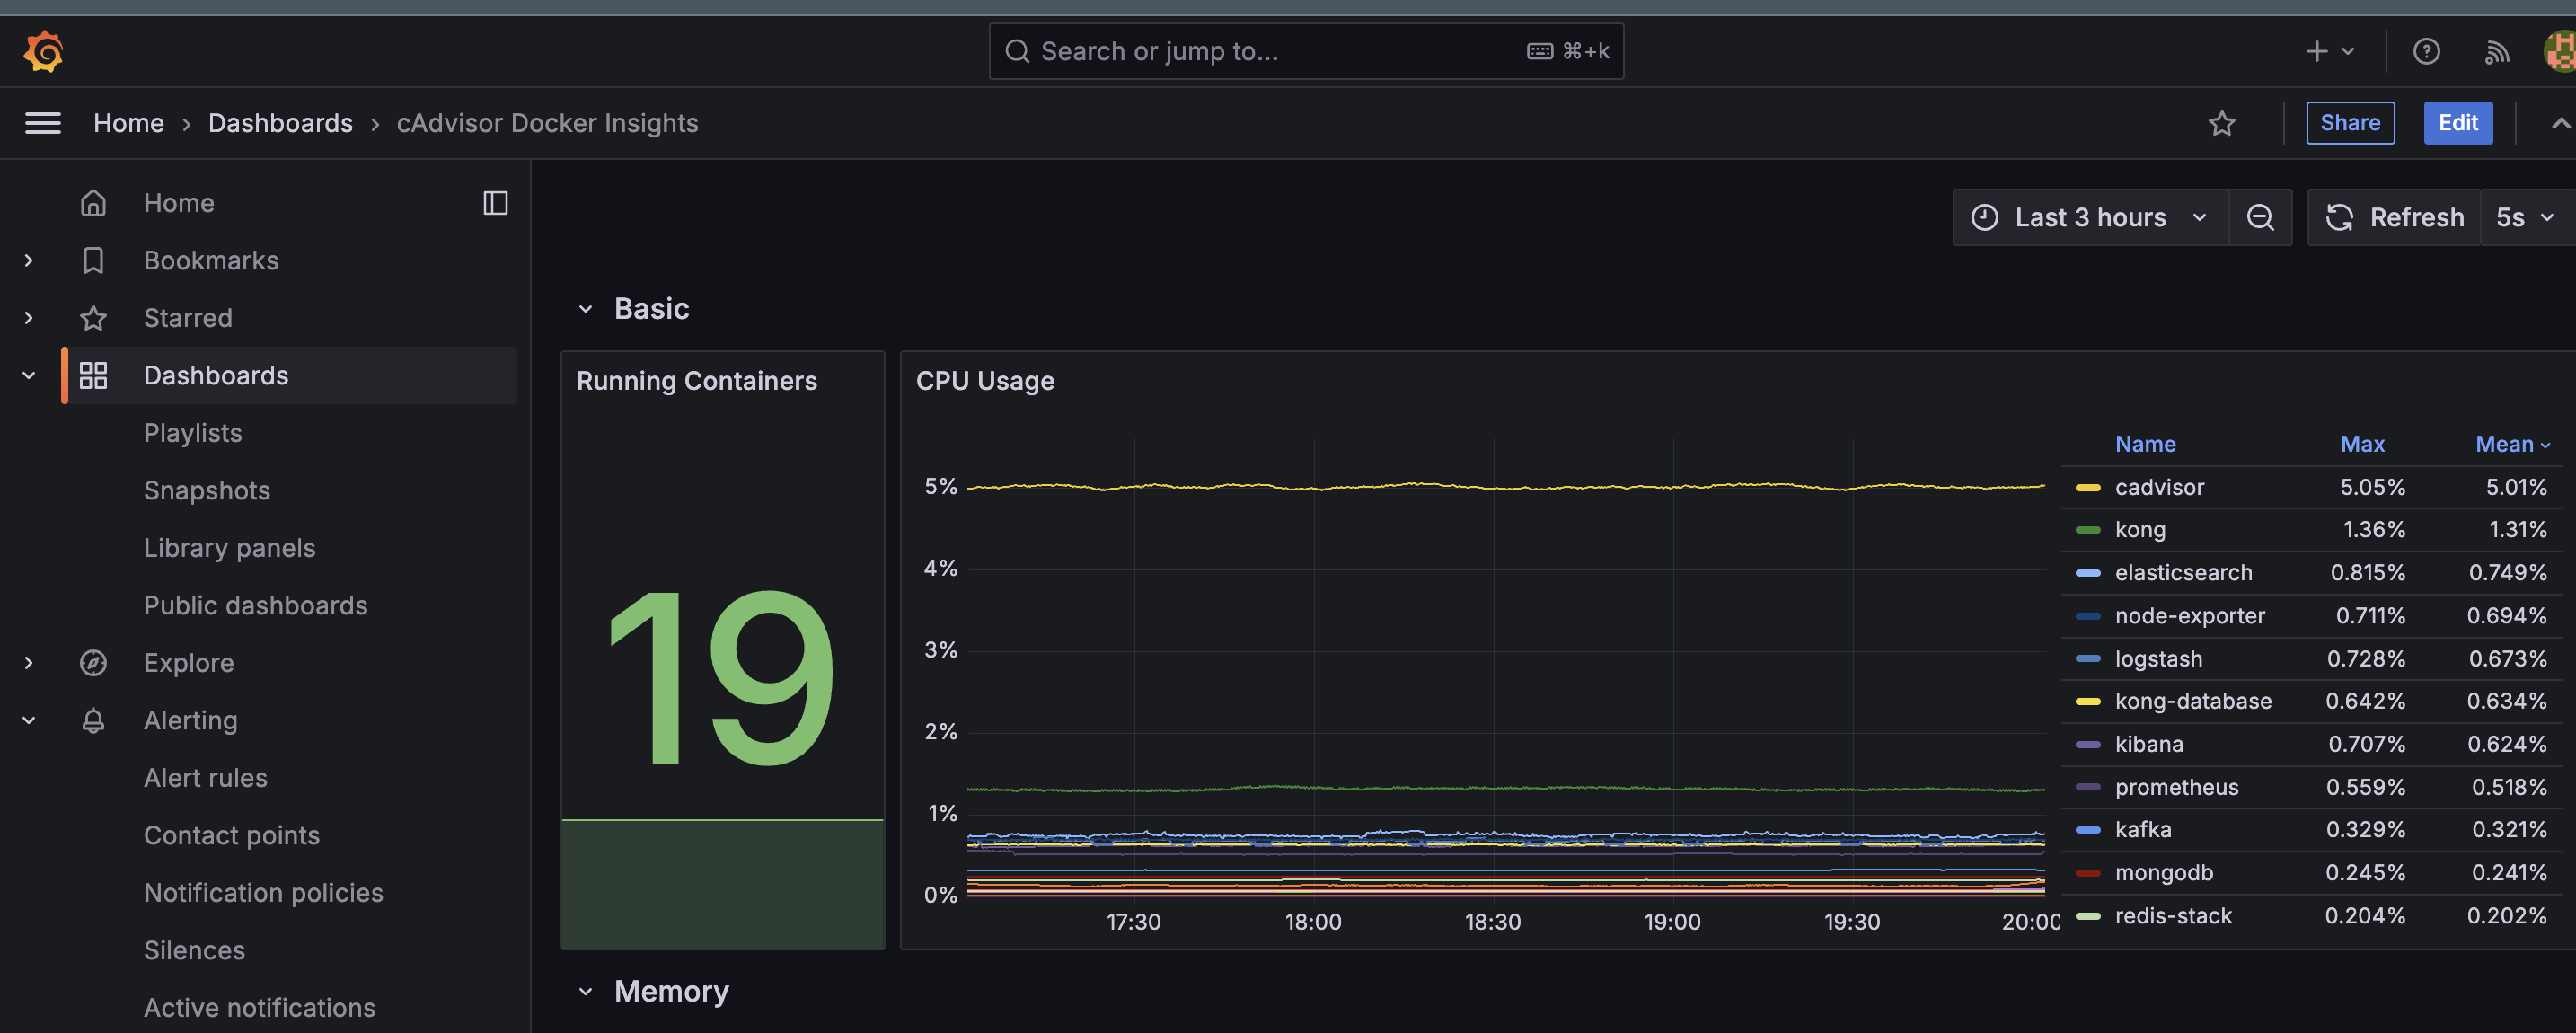 Search or jump to... ⌘+k
Home › Dashboards › cAdvisor Docker Insights
Share
Edit
Home
Bookmarks
Starred
Dashboards
Playlists
Snapshots
Library panels
Public dashboards
Explore
Alerting
Alert rules
Contact points
Notification policies
Silences
Active notifications
Last 3 hours
Refresh
5s
Basic
Running Containers
19
CPU Usage
5%
4%
3%
2%
1%
0%
17:30 18:00 18:30 19:00 19:30 20:00
Name Max Mean
cadvisor 5.05% 5.01%
kong 1.36% 1.31%
elasticsearch 0.815% 0.749%
node-exporter 0.711% 0.694%
logstash 0.728% 0.673%
kong-database 0.642% 0.634%
kibana 0.707% 0.624%
prometheus 0.559% 0.518%
kafka 0.329% 0.321%
mongodb 0.245% 0.241%
redis-stack 0.204% 0.202%
Memory